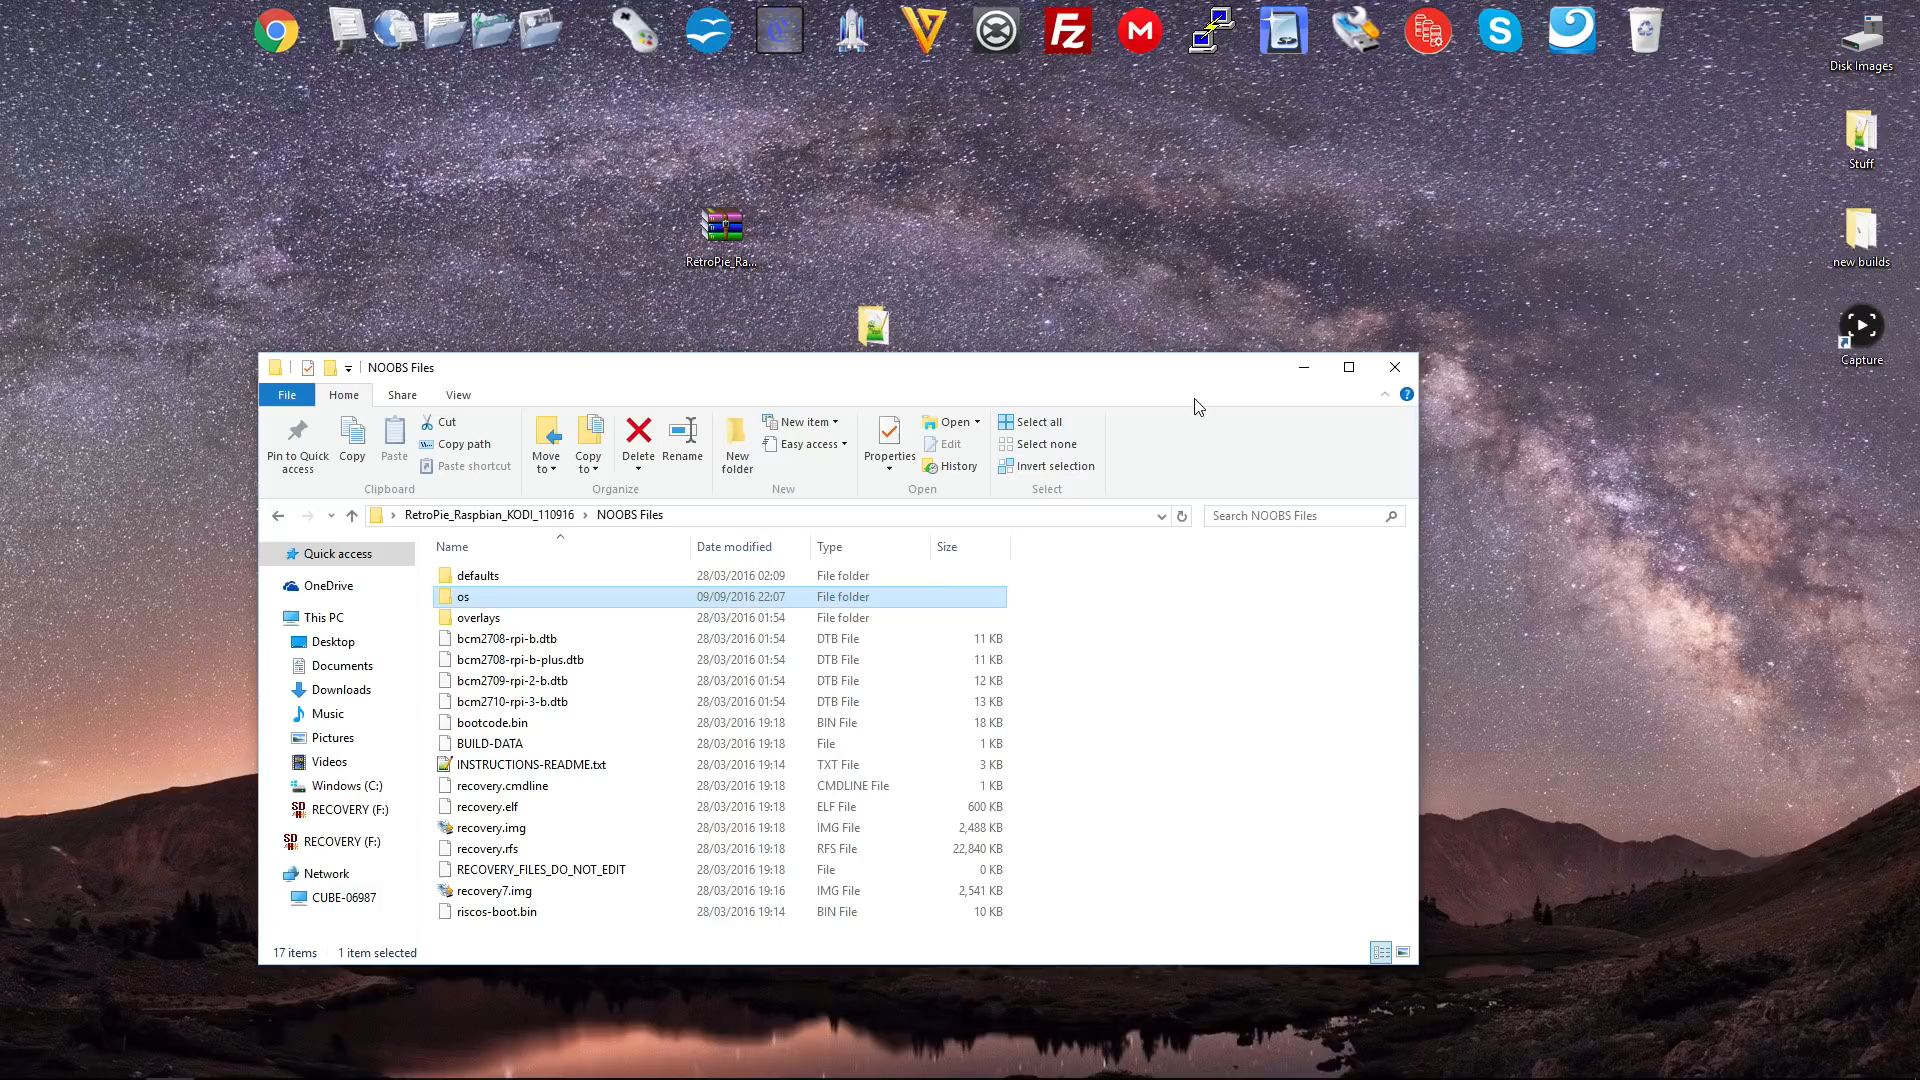 Disk Images
Stuff
RetroPie_Ra...
new builds
Capture
NOOBS Files
File Home Share View
Pin to Quick access
Copy
Paste
Cut
Copy path
Paste shortcut
Clipboard
Move to
Copy to
Delete
Rename
Organize
New folder
New item
Easy access
New
Properties
Open
Edit
History
Open
Select all
Select none
Invert selection
Select
RetroPie_Raspbian_KODI_110916 NOOBS Files
Search NOOBS Files
Quick access
OneDrive
This PC
Desktop
Documents
Downloads
Music
Pictures
Videos
Windows (C:)
RECOVERY (F:)
RECOVERY (F:)
Network
CUBE-06987
Name Date modified Type Size
defaults 28/03/2016 02:09 File folder
os 09/09/2016 22:07 File folder
overlays 28/03/2016 01:54 File folder
bcm2708-rpi-b.dtb 28/03/2016 01:54 DTB File 11 KB
bcm2708-rpi-b-plus.dtb 28/03/2016 01:54 DTB File 11 KB
bcm2709-rpi-2-b.dtb 28/03/2016 01:54 DTB File 12 KB
bcm2710-rpi-3-b.dtb 28/03/2016 01:54 DTB File 13 KB
bootcode.bin 28/03/2016 19:18 BIN File 18 KB
BUILD-DATA 28/03/2016 19:18 File 1 KB
INSTRUCTIONS-README.txt 28/03/2016 19:14 TXT File 3 KB
recovery.cmdline 28/03/2016 19:18 CMDLINE File 1 KB
recovery.elf 28/03/2016 19:18 ELF File 600 KB
recovery.img 28/03/2016 19:18 IMG File 2,488 KB
recovery.rfs 28/03/2016 19:18 RFS File 22,840 KB
RECOVERY_FILES_DO_NOT_EDIT 28/03/2016 19:18 File 0 KB
recovery7.img 28/03/2016 19:16 IMG File 2,541 KB
riscos-boot.bin 28/03/2016 19:14 BIN File 10 KB
17 items 1 item selected